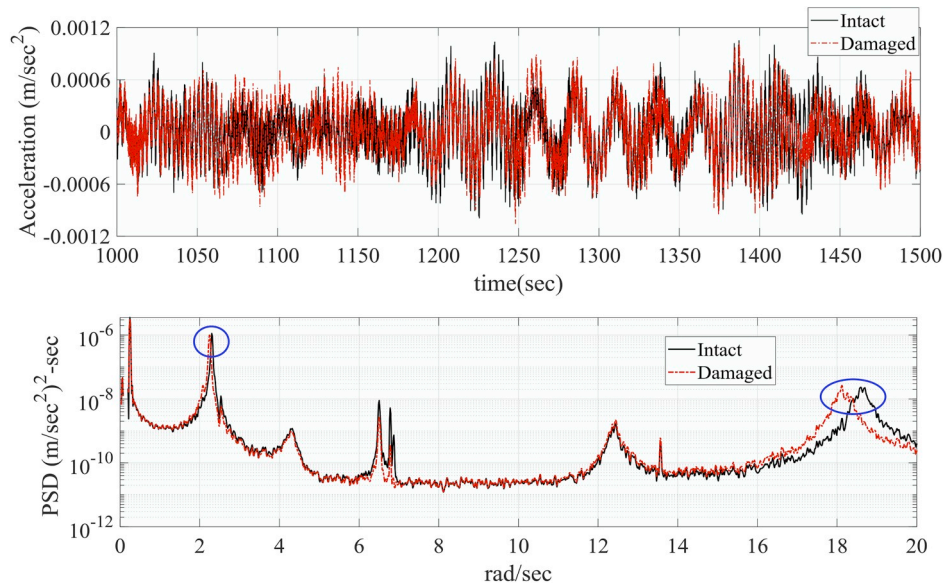 Intact
Damaged
Acceleration (m/sec²)
0.0012
0.0006
0
-0.0006
-0.0012
1000 1050 1100 1150 1200 1250 1300 1350 1400 1450 1500
time(sec)
PSD (m/sec²)²-sec
10⁻⁶
10⁻⁸
10⁻¹⁰
10⁻¹²
Intact
Damaged
0 2 4 6 8 10 12 14 16 18 20
rad/sec